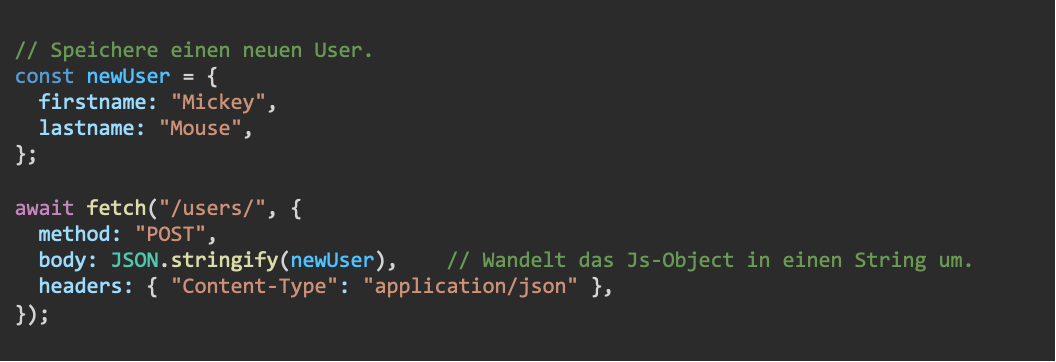 // Speichere einen neuen User.
const newUser = {
  firstname: "Mickey",
  lastname: "Mouse",
};

await fetch("/users/", {
  method: "POST",
  body: JSON.stringify(newUser),    // Wandelt das Js-Object in einen String um.
  headers: { "Content-Type": "application/json" },
});